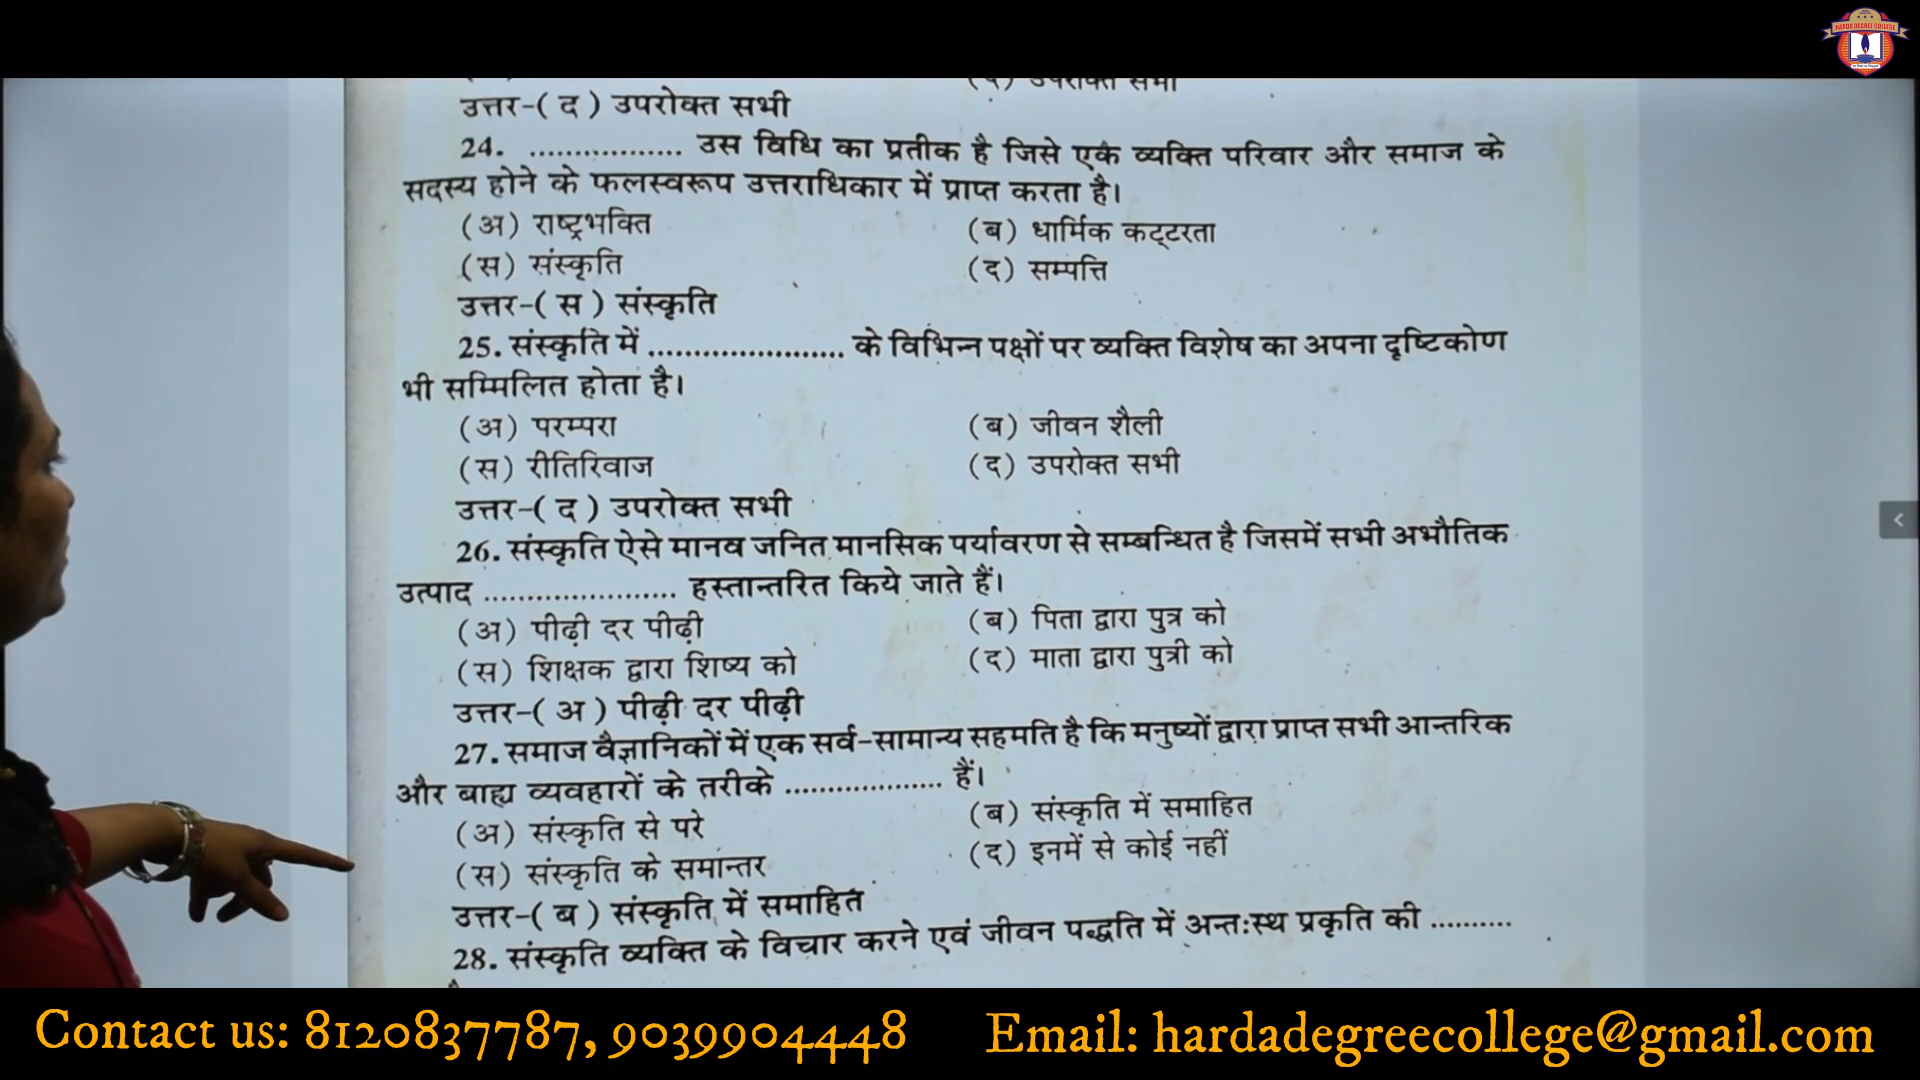 HARDA DEGREE COLLEGE
(द) उपरोक्त सभी
उत्तर-( द ) उपरोक्त सभी
24. ................. उस विधि का प्रतीक है जिसे एक व्यक्ति परिवार और समाज के
सदस्य होने के फलस्वरूप उत्तराधिकार में प्राप्त करता है।
(अ) राष्ट्रभक्ति (ब) धार्मिक कट्टरता
(स) संस्कृति (द) सम्पत्ति
उत्तर-( स ) संस्कृति
25. संस्कृति में ...................... के विभिन्न पक्षों पर व्यक्ति विशेष का अपना दृष्टिकोण
भी सम्मिलित होता है।
(अ) परम्परा (ब) जीवन शैली
(स) रीतिरिवाज (द) उपरोक्त सभी
उत्तर-( द ) उपरोक्त सभी
26. संस्कृति ऐसे मानव जनित मानसिक पर्यावरण से सम्बन्धित है जिसमें सभी अभौतिक
उत्पाद ...................... हस्तान्तरित किये जाते हैं।
(अ) पीढ़ी दर पीढ़ी (ब) पिता द्वारा पुत्र को
(स) शिक्षक द्वारा शिष्य को (द) माता द्वारा पुत्री को
उत्तर-( अ ) पीढ़ी दर पीढ़ी
27. समाज वैज्ञानिकों में एक सर्व-सामान्य सहमति है कि मनुष्यों द्वारा प्राप्त सभी आन्तरिक
और बाह्य व्यवहारों के तरीके .................. हैं।
(अ) संस्कृति से परे (ब) संस्कृति में समाहित
(स) संस्कृति के समान्तर (द) इनमें से कोई नहीं
उत्तर-( ब ) संस्कृति में समाहित
28. संस्कृति व्यक्ति के विचार करने एवं जीवन पद्धति में अन्तःस्थ प्रकृति की ..........
Contact us: 8120837787, 9039904448 Email: hardadegreecollege@gmail.com